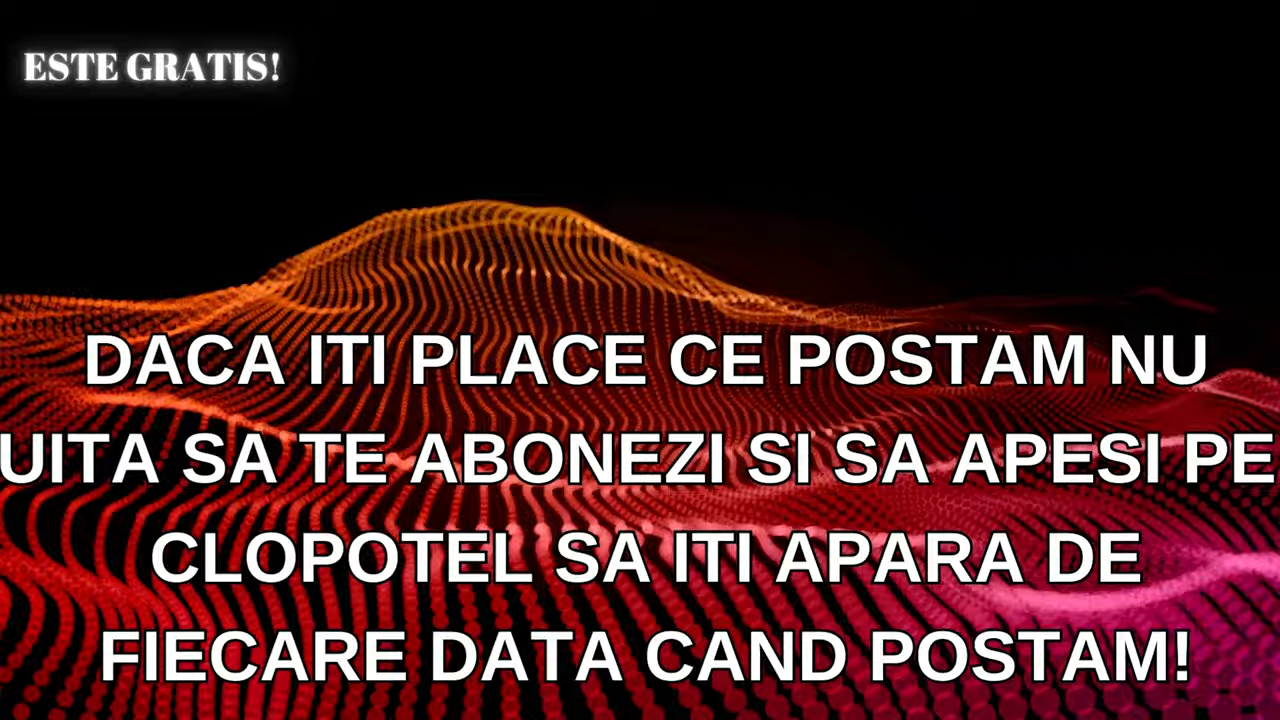 ESTE GRATIS!
DACA ITI PLACE CE POSTAM NU
UITA SA TE ABONEZI SI SA APESI PE
CLOPOTEL SA ITI APARA DE
FIECARE DATA CAND POSTAM!